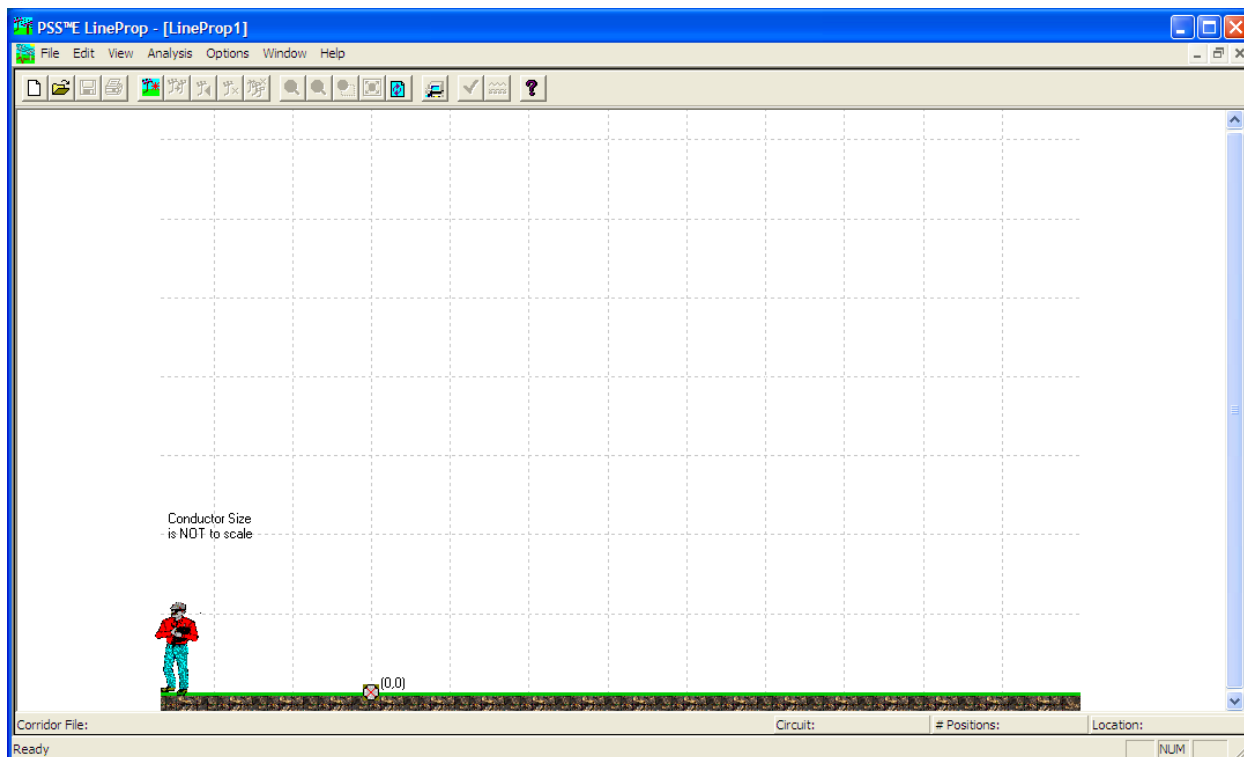 PSS™E LineProp - [LineProp1]
File Edit View Analysis Options Window Help
Conductor Size
is NOT to scale
(0,0)
Corridor File: Circuit: # Positions: Location:
Ready NUM